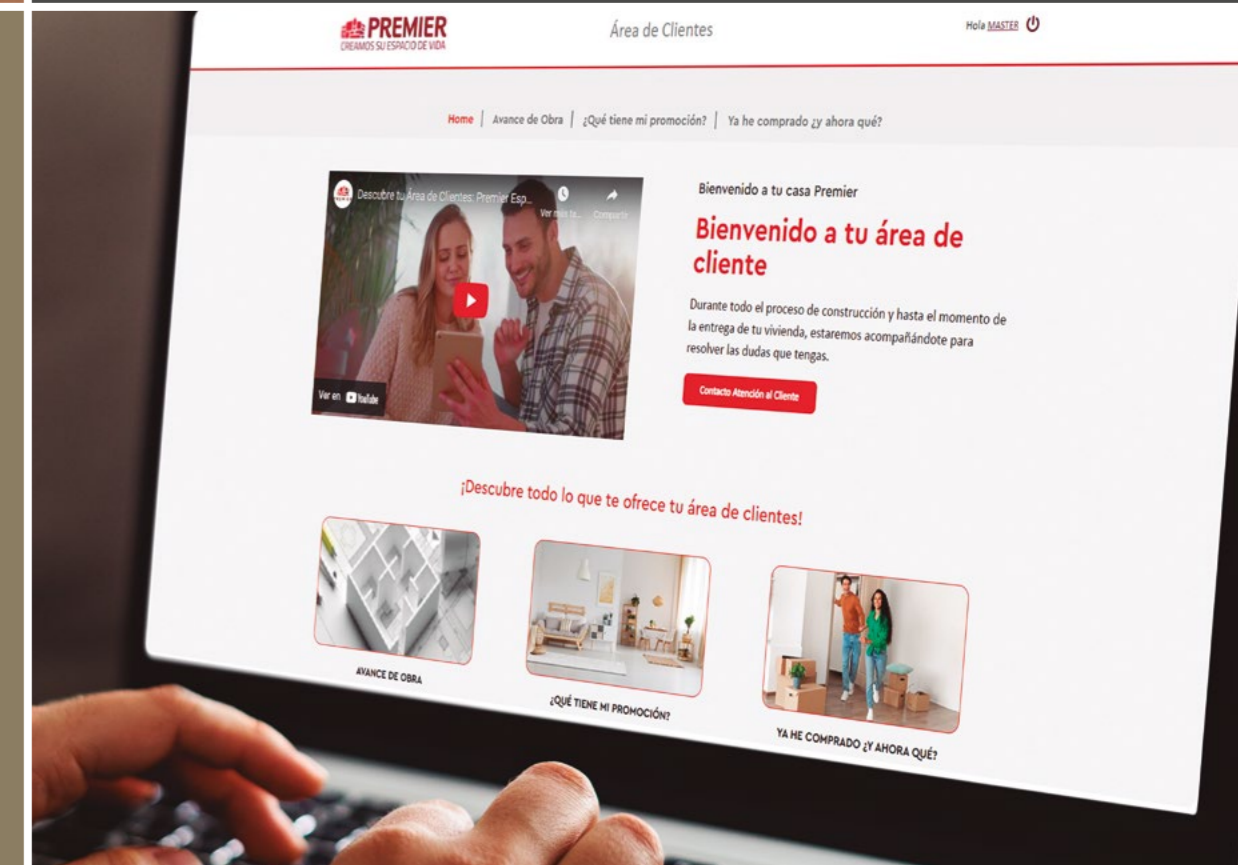 PREMIER
CREAMOS SU ESPACIO DE VIDA
Área de Clientes
Hola MASTER
Home | Avance de Obra | ¿Qué tiene mi promoción? | Ya he comprado ¿y ahora qué?
Descubre tu Área de Clientes: Premier Esp...
Ver más ta...
Compartir
Ver en YouTube
Bienvenido a tu casa Premier
Bienvenido a tu área de
cliente
Durante todo el proceso de construcción y hasta el momento de
la entrega de tu vivienda, estaremos acompañándote para
resolver las dudas que tengas.
Contacto Atención al Cliente
¡Descubre todo lo que te ofrece tu área de clientes!
AVANCE DE OBRA
¿QUÉ TIENE MI PROMOCIÓN?
YA HE COMPRADO ¿Y AHORA QUÉ?